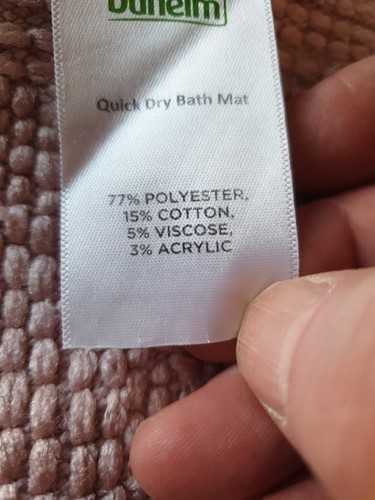 Dunelm
Quick Dry Bath Mat
77% POLYESTER,
15% COTTON,
5% VISCOSE,
3% ACRYLIC